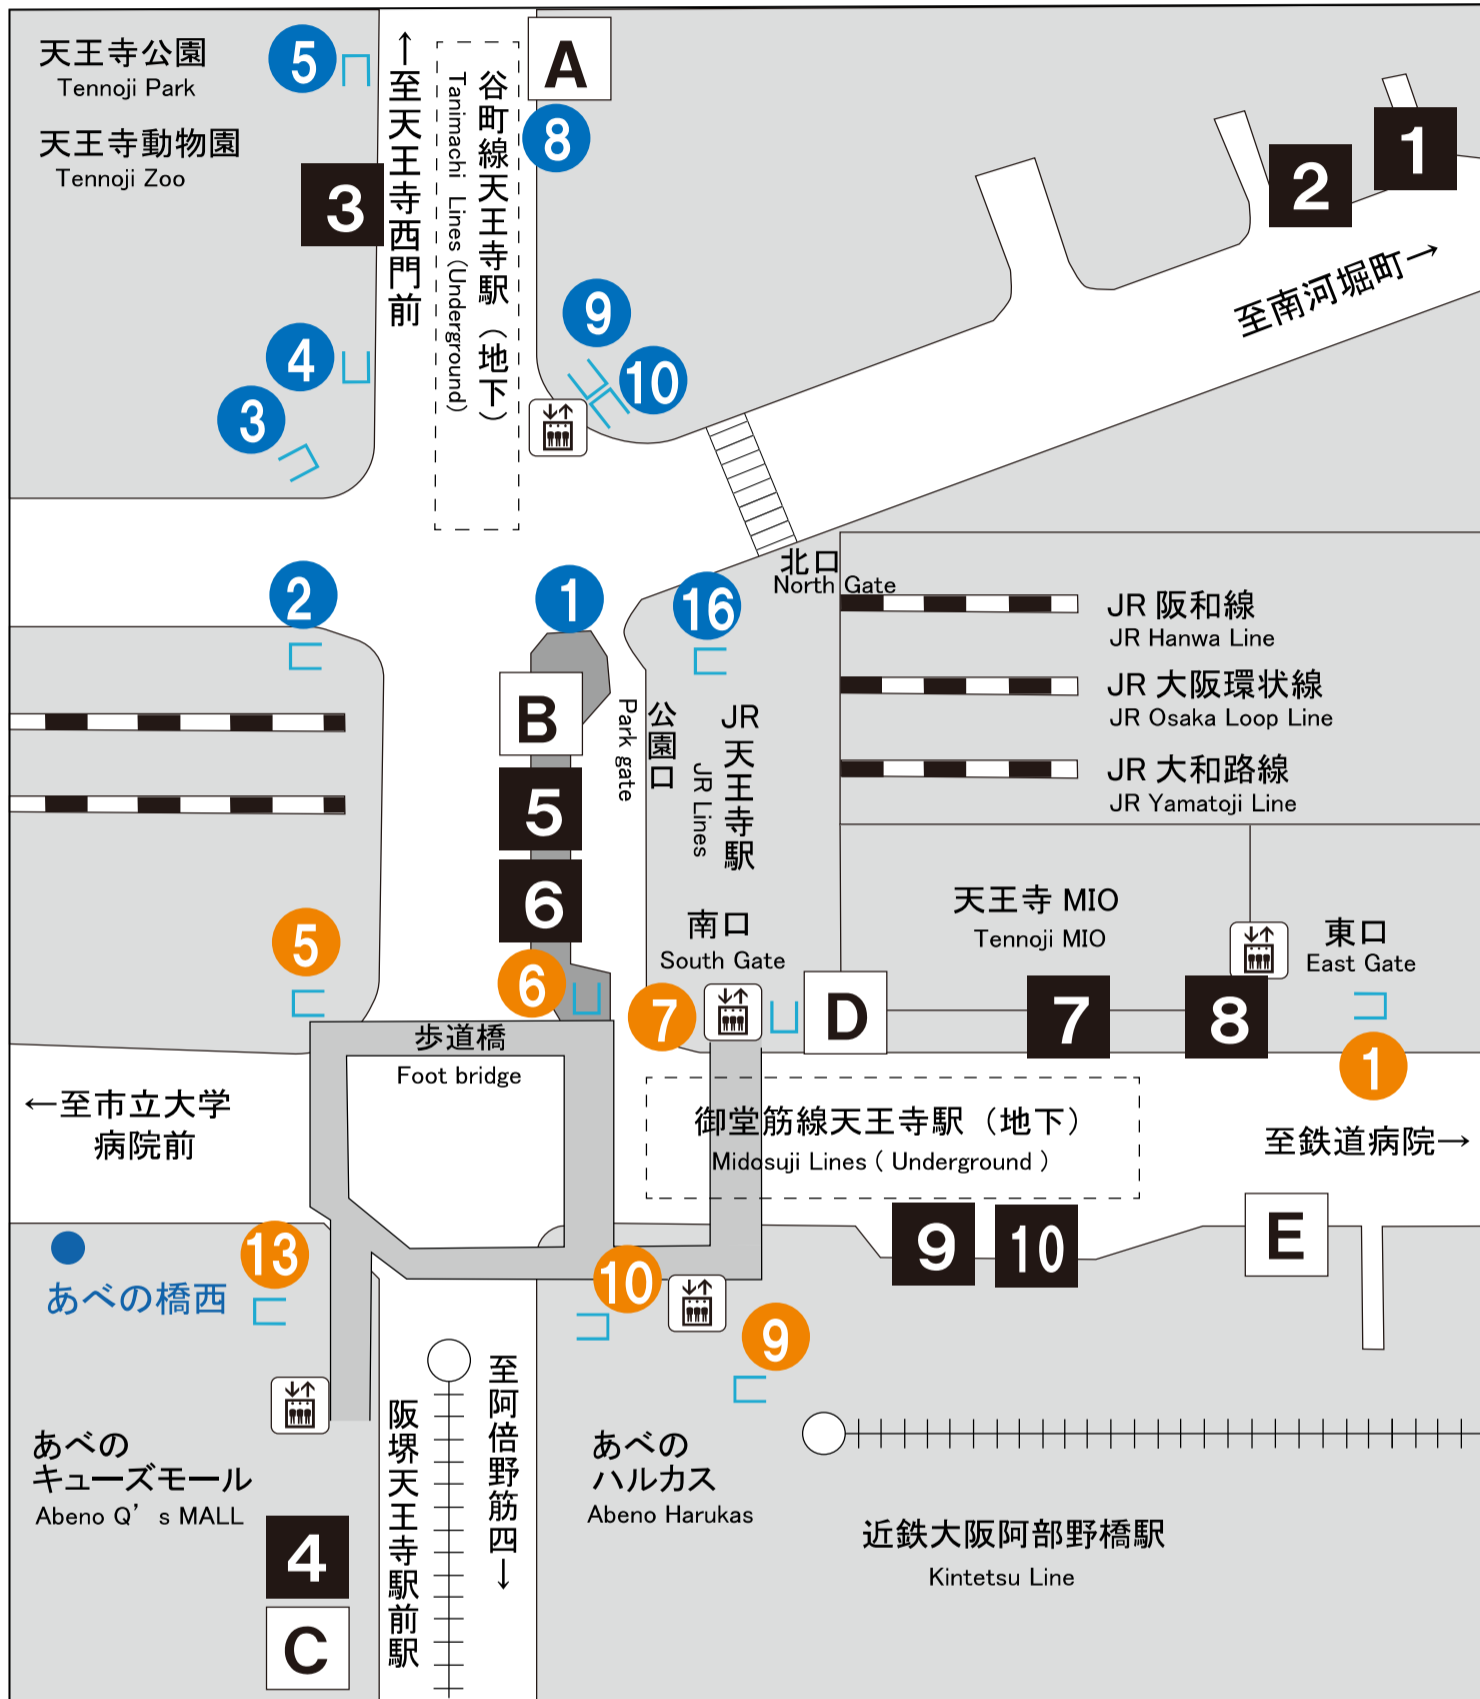 天王寺公園
Tennoji Park
天王寺動物園
Tennoji Zoo
5
3
4
3
↑至天王寺西門前
谷町線天王寺駅（地下）
Tanimachi Lines (Underground)
A
8
9
10
1
2
至南河堀町→
2
1
16
北口
North Gate
JR 阪和線
JR Hanwa Line
JR 大阪環状線
JR Osaka Loop Line
JR 大和路線
JR Yamatoji Line
B
5
6
公園口
Park gate
JR天王寺駅
JR Lines
南口
South Gate
天王寺 MIO
Tennoji MIO
東口
East Gate
5
6
7
D
7
8
1
歩道橋
Foot bridge
←至市立大学
病院前
御堂筋線天王寺駅（地下）
Midosuji Lines ( Underground )
至鉄道病院→
あべの橋西
13
10
9
9
10
E
あべの
キューズモール
Abeno Q’s MALL
4
C
阪堺天王寺駅前駅
至阿倍野筋四↓
あべの
ハルカス
Abeno Harukas
近鉄大阪阿部野橋駅
Kintetsu Line